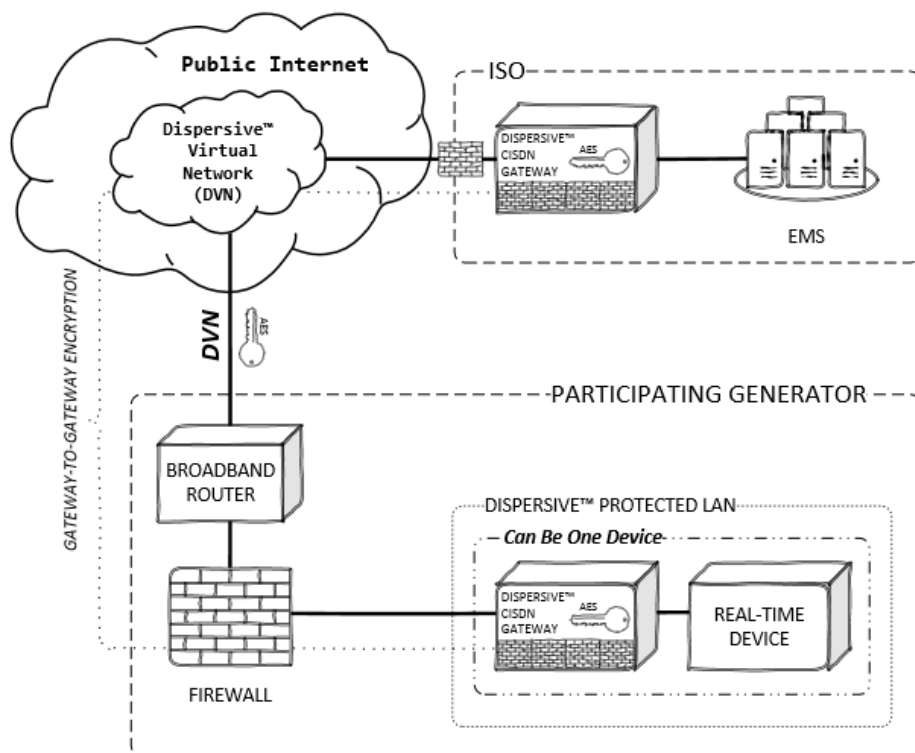 Public Internet
Dispersive™
Virtual
Network
(DVN)
ISO
DISPERSIVE™
CISDN
GATEWAY
AES
EMS
GATEWAY-TO-GATEWAY ENCRYPTION
DVN
AES
PARTICIPATING GENERATOR
BROADBAND
ROUTER
FIREWALL
DISPERSIVE™ PROTECTED LAN
Can Be One Device
DISPERSIVE™
CISDN
GATEWAY
AES
REAL-TIME
DEVICE